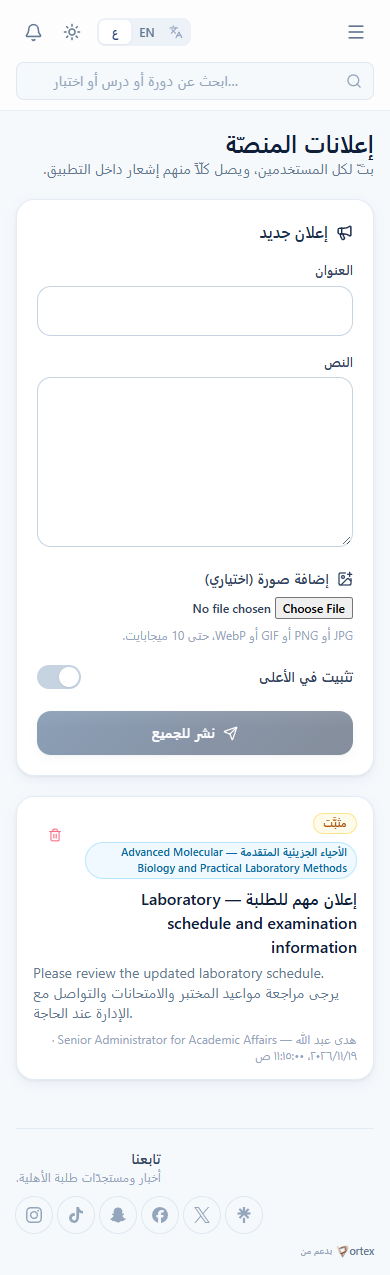 ع EN
ابحث عن دورة أو درس أو اختبار...
إعلانات المنصّة
بثّ لكل المستخدمين، ويصل كلّاً منهم إشعار داخل التطبيق.
إعلان جديد
العنوان
النص
إضافة صورة (اختياري)
Choose File No file chosen
JPG أو PNG أو GIF أو WebP، حتى 10 ميجابايت.
تثبيت في الأعلى
نشر للجميع
مثبَّت
الأحياء الجزيئية المتقدمة — Advanced Molecular
Biology and Practical Laboratory Methods
إعلان مهم للطلبة — Laboratory
schedule and examination
information
Please review the updated laboratory schedule.
يرجى مراجعة مواعيد المختبر والامتحانات والتواصل مع
الإدارة عند الحاجة.
هدى عبد الله — Senior Administrator for Academic Affairs ·
١٩‏/١١‏/٢٠٢٦، ١١:١٥:٠٠ ص
تابعنا
أخبار ومستجدّات طلبة الأهلية.
بدعم من Portex